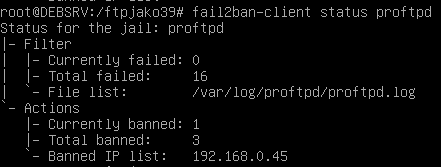 root@DEBSRV:/ftpjako39# fail2ban-client status proftpd
Status for the jail: proftpd
|- Filter
|  |- Currently failed: 0
|  |- Total failed:     16
|  `- File list:        /var/log/proftpd/proftpd.log
`- Actions
   |- Currently banned: 1
   |- Total banned:     3
   `- Banned IP list:   192.168.0.45